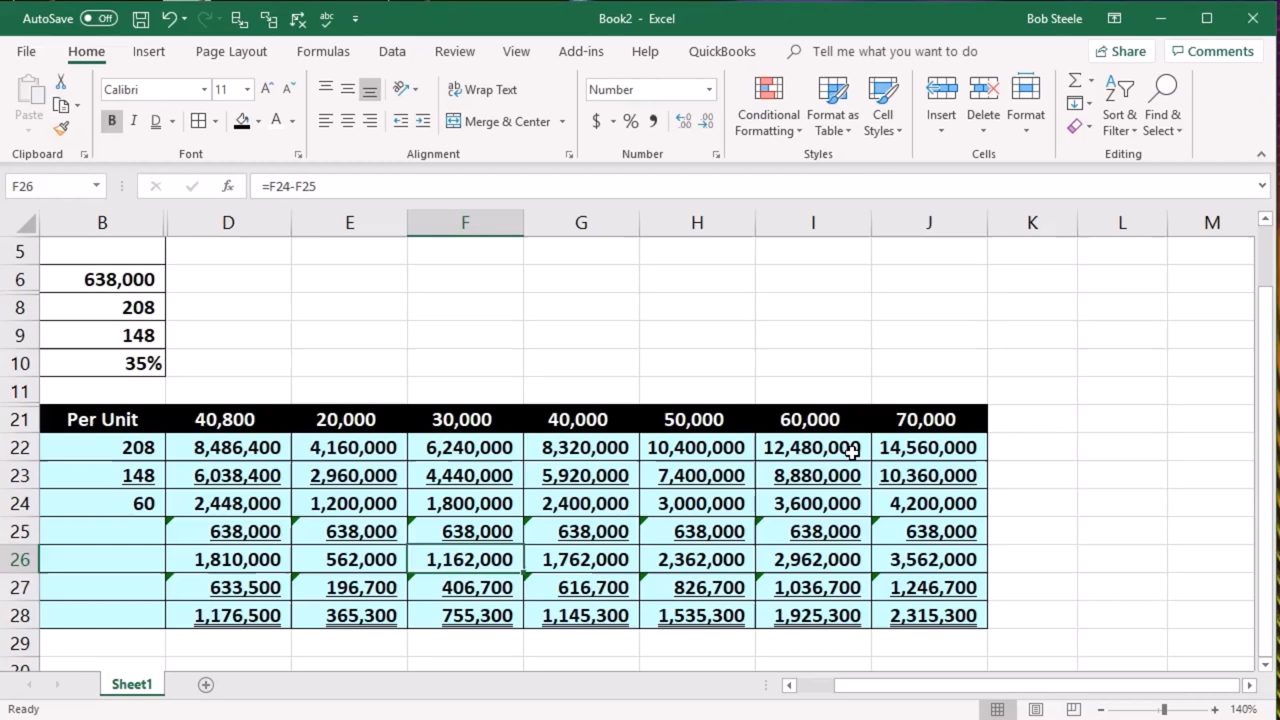 AutoSave Off Book2 - Excel Bob Steele
File Home Insert Page Layout Formulas Data Review View Add-ins Help QuickBooks Tell me what you want to do Share Comments
Paste Calibri 11 A^ A˅ ab Wrap Text Number Conditional Formatting Format as Table Cell Styles Insert Delete Format Σ Sort & Filter Find & Select
B I D A Merge & Center $ % ,
Clipboard Font Alignment Number Styles Cells Editing
F26 fx =F24-F25
B D E F G H I J K L M
5
6 638,000
8 208
9 148
10 35%
11
21 Per Unit 40,800 20,000 30,000 40,000 50,000 60,000 70,000
22 208 8,486,400 4,160,000 6,240,000 8,320,000 10,400,000 12,480,000 14,560,000
23 148 6,038,400 2,960,000 4,440,000 5,920,000 7,400,000 8,880,000 10,360,000
24 60 2,448,000 1,200,000 1,800,000 2,400,000 3,000,000 3,600,000 4,200,000
25 638,000 638,000 638,000 638,000 638,000 638,000 638,000
26 1,810,000 562,000 1,162,000 1,762,000 2,362,000 2,962,000 3,562,000
27 633,500 196,700 406,700 616,700 826,700 1,036,700 1,246,700
28 1,176,500 365,300 755,300 1,145,300 1,535,300 1,925,300 2,315,300
29
Sheet1
Ready 140%